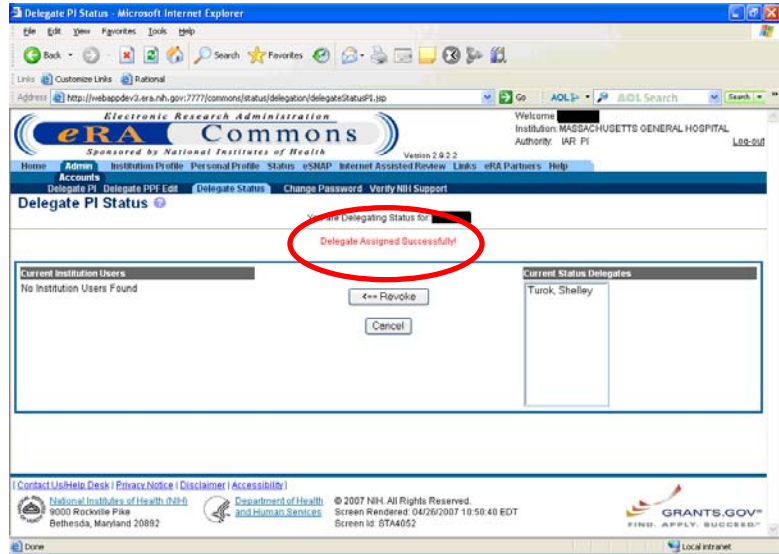 Delegate PI Status - Microsoft Internet Explorer
File Edit View Favorites Tools Help
Back Search Favorites
Links Customize Links Rational
Address http://webappdev3.era.nih.gov:7777/commons/status/delegation/delegateStatusPI.jsp Go AOL AOL Search Search
Electronic Research Administration
eRA Commons
Sponsored by National Institutes of Health
Version 2.9.2.2
Welcome
Institution: MASSACHUSETTS GENERAL HOSPITAL
Authority: IAR PI Log-out
Home Admin Institution Profile Personal Profile Status eSNAP Internet Assisted Review Links eRA Partners Help
Accounts
Delegate PI Delegate PPF Edit Delegate Status Change Password Verify NIH Support
Delegate PI Status
You are Delegating Status for
Delegate Assigned Successfully!
Current Institution Users Current Status Delegates
No Institution Users Found
Turok, Shelley
<== Revoke
Cancel
[ Contact Us/Help Desk | Privacy Notice | Disclaimer | Accessibility ]
National Institutes of Health (NIH)
9000 Rockville Pike
Bethesda, Maryland 20892
Department of Health
and Human Services
© 2007 NIH. All Rights Reserved.
Screen Rendered: 04/26/2007 10:50:40 EDT
Screen Id: STA4052
GRANTS.GOV℠
FIND. APPLY. SUCCEED.℠
Done Local intranet